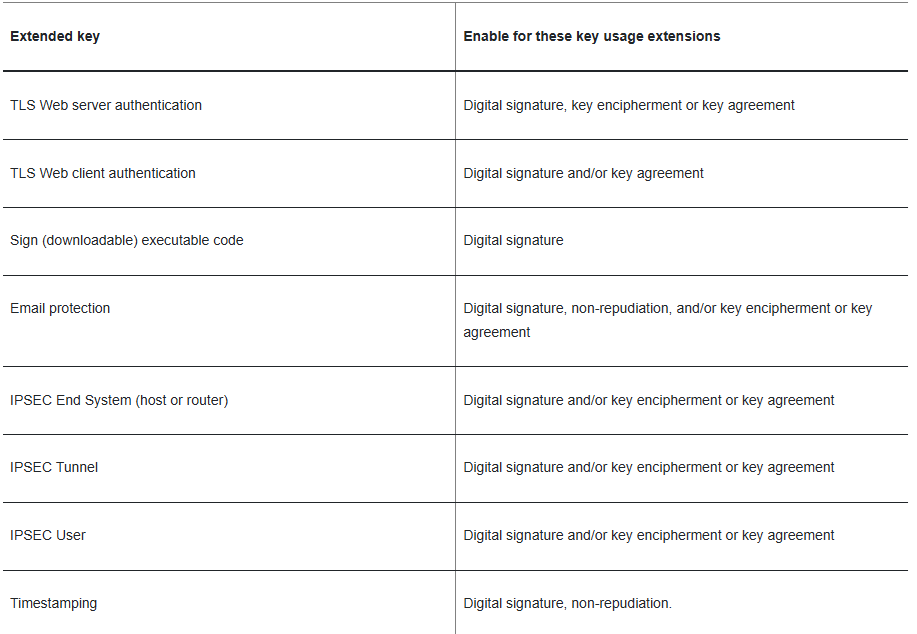 Extended key
Enable for these key usage extensions
TLS Web server authentication
Digital signature, key encipherment or key agreement
TLS Web client authentication
Digital signature and/or key agreement
Sign (downloadable) executable code
Digital signature
Email protection
Digital signature, non-repudiation, and/or key encipherment or key
agreement
IPSEC End System (host or router)
Digital signature and/or key encipherment or key agreement
IPSEC Tunnel
Digital signature and/or key encipherment or key agreement
IPSEC User
Digital signature and/or key encipherment or key agreement
Timestamping
Digital signature, non-repudiation.